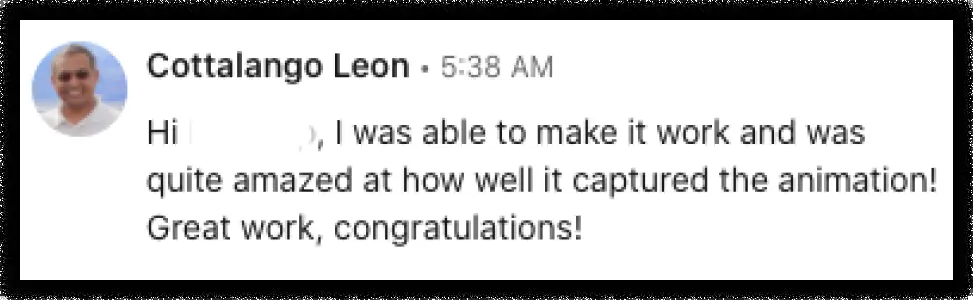 Cottalango Leon • 5:38 AM
Hi , I was able to make it work and was
quite amazed at how well it captured the animation!
Great work, congratulations!